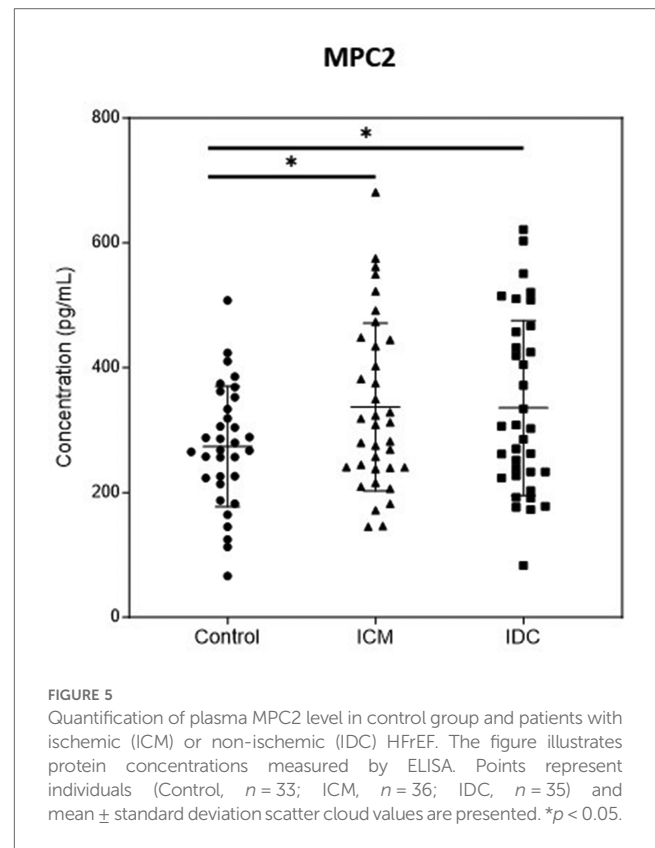 MPC2
800
*
*
600
Concentration (pg/mL)
400
200
0
Control ICM IDC
FIGURE 5
Quantification of plasma MPC2 level in control group and patients with
ischemic (ICM) or non-ischemic (IDC) HFrEF. The figure illustrates
protein concentrations measured by ELISA. Points represent
individuals (Control, n = 33; ICM, n = 36; IDC, n = 35) and
mean ± standard deviation scatter cloud values are presented. *p < 0.05.